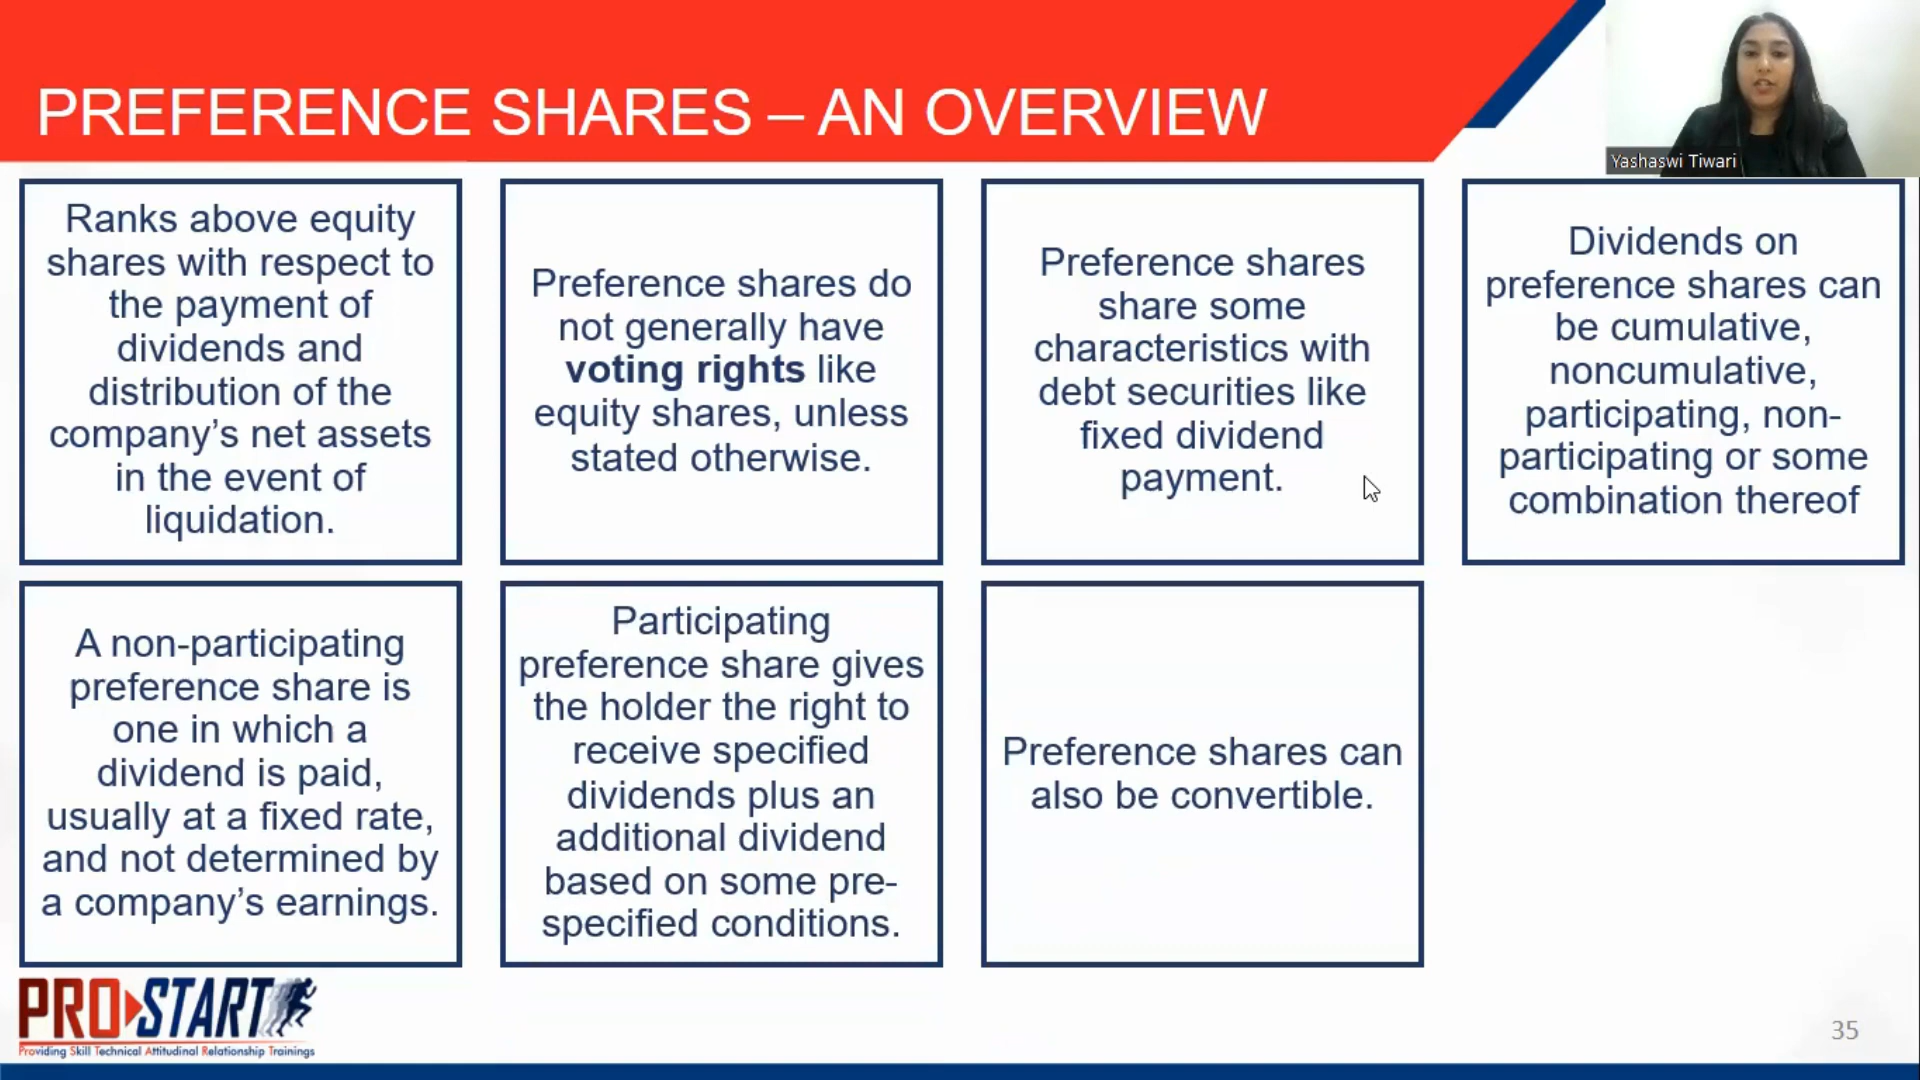 PREFERENCE SHARES – AN OVERVIEW
Yashaswi Tiwari
Ranks above equity
shares with respect to
the payment of
dividends and
distribution of the
company’s net assets
in the event of
liquidation.
Preference shares do
not generally have
voting rights like
equity shares, unless
stated otherwise.
Preference shares
share some
characteristics with
debt securities like
fixed dividend
payment.
Dividends on
preference shares can
be cumulative,
noncumulative,
participating, non-
participating or some
combination thereof
A non-participating
preference share is
one in which a
dividend is paid,
usually at a fixed rate,
and not determined by
a company’s earnings.
Participating
preference share gives
the holder the right to
receive specified
dividends plus an
additional dividend
based on some pre-
specified conditions.
Preference shares can
also be convertible.
PRO START
Providing Skill Technical Attitudinal Relationship Trainings
35